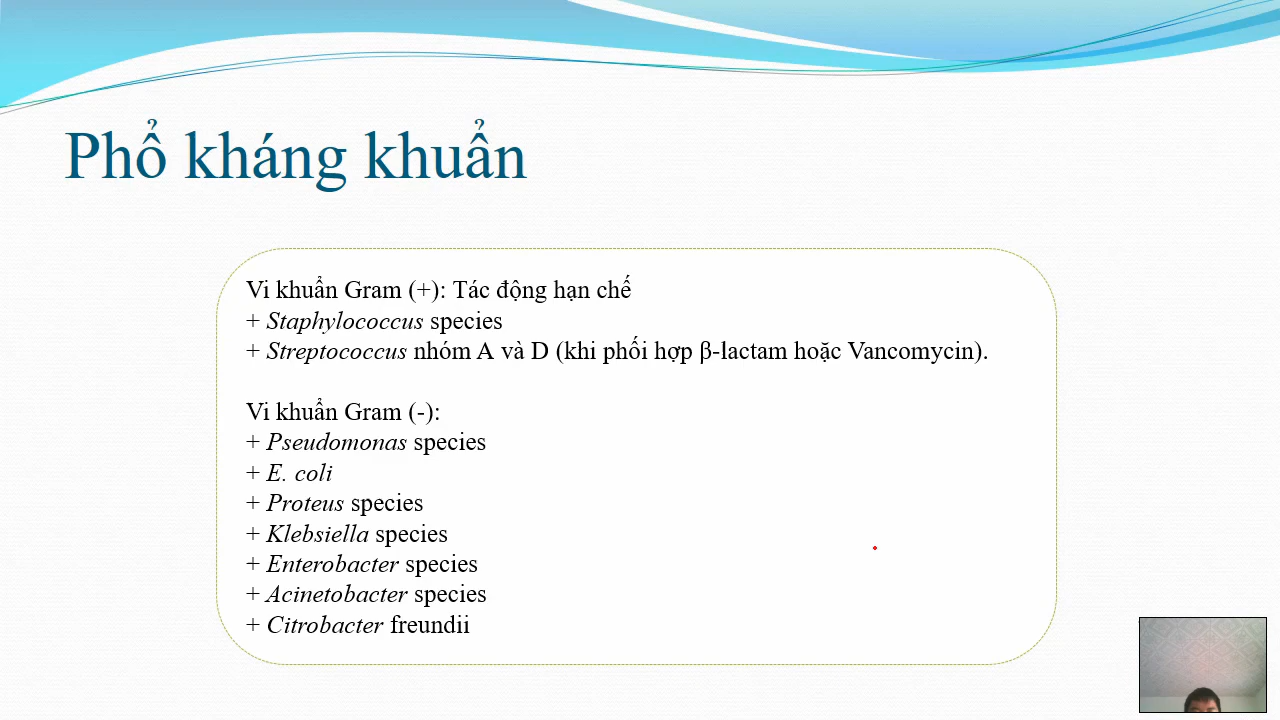 Phổ kháng khuẩn
Vi khuẩn Gram (+): Tác động hạn chế
+ Staphylococcus species
+ Streptococcus nhóm A và D (khi phối hợp β-lactam hoặc Vancomycin).
Vi khuẩn Gram (-):
+ Pseudomonas species
+ E. coli
+ Proteus species
+ Klebsiella species
+ Enterobacter species
+ Acinetobacter species
+ Citrobacter freundii